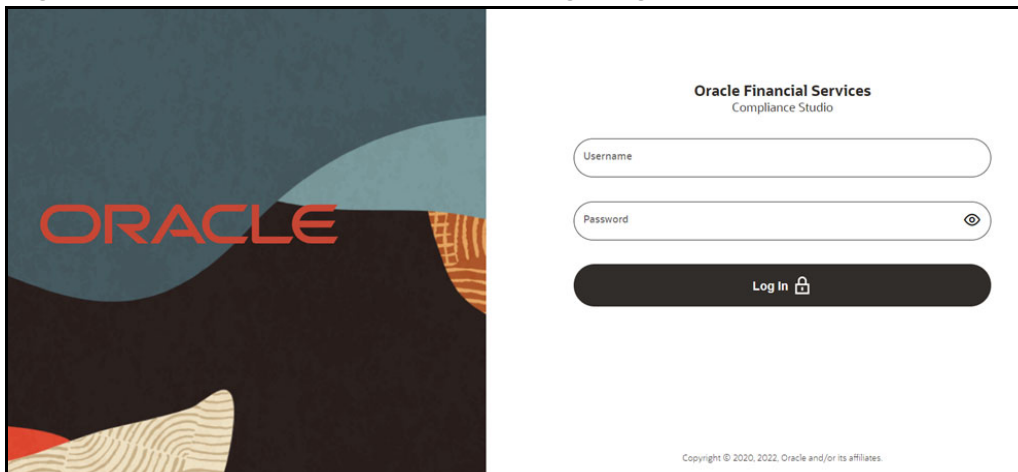 ORACLE
Oracle Financial Services
Compliance Studio
Username
Password
Log In
Copyright © 2020, 2022, Oracle and/or its affiliates.